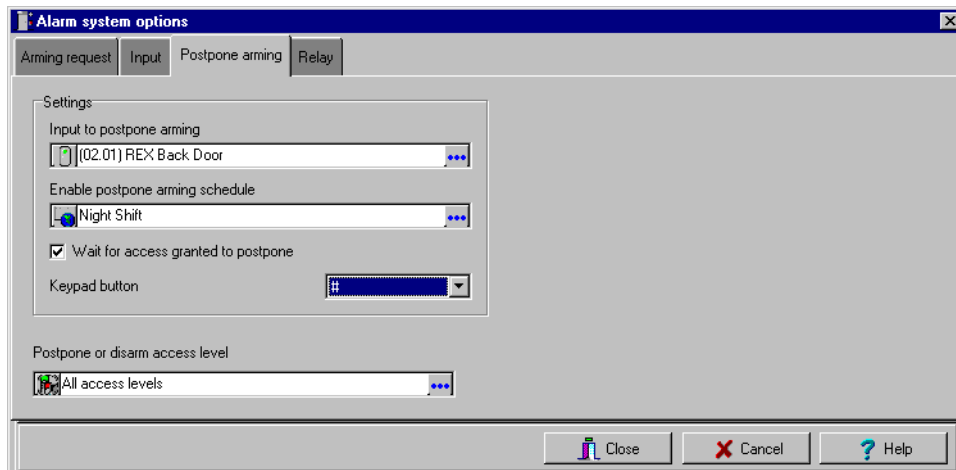 Alarm system options
Arming request Input Postpone arming Relay
Settings
Input to postpone arming
(02.01) REX Back Door
Enable postpone arming schedule
Night Shift
Wait for access granted to postpone
Keypad button #
Postpone or disarm access level
All access levels
Close Cancel ? Help